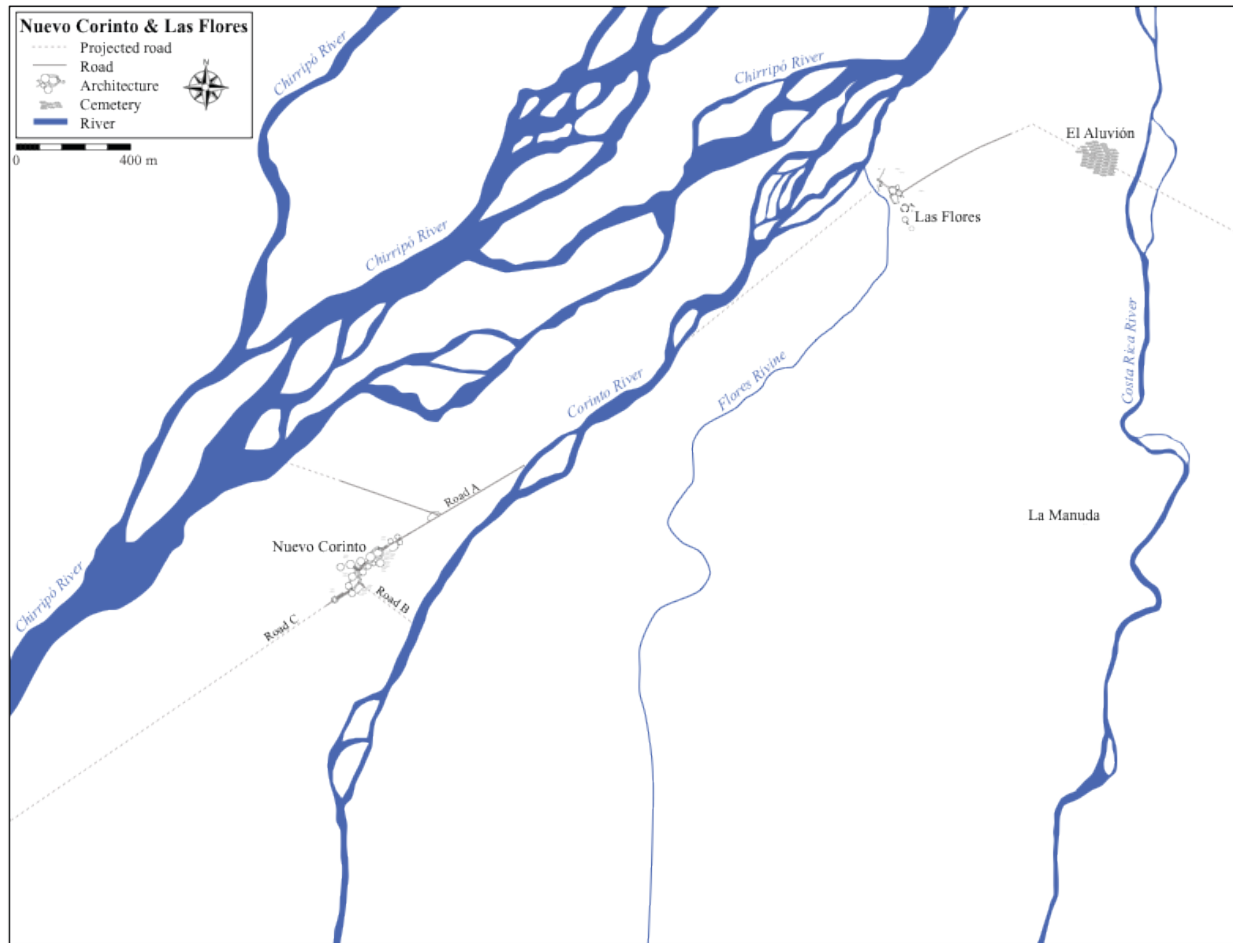 Nuevo Corinto & Las Flores
Projected road
Road
Architecture
Cemetery
River
N
0 400 m
Chirripó River
Chirripó River
El Aluvión
Las Flores
Chirripó River
Costa Rica River
Flores Rivine
Corinto River
Road A
La Manuda
Nuevo Corinto
Chirripó River
Road B
Road C